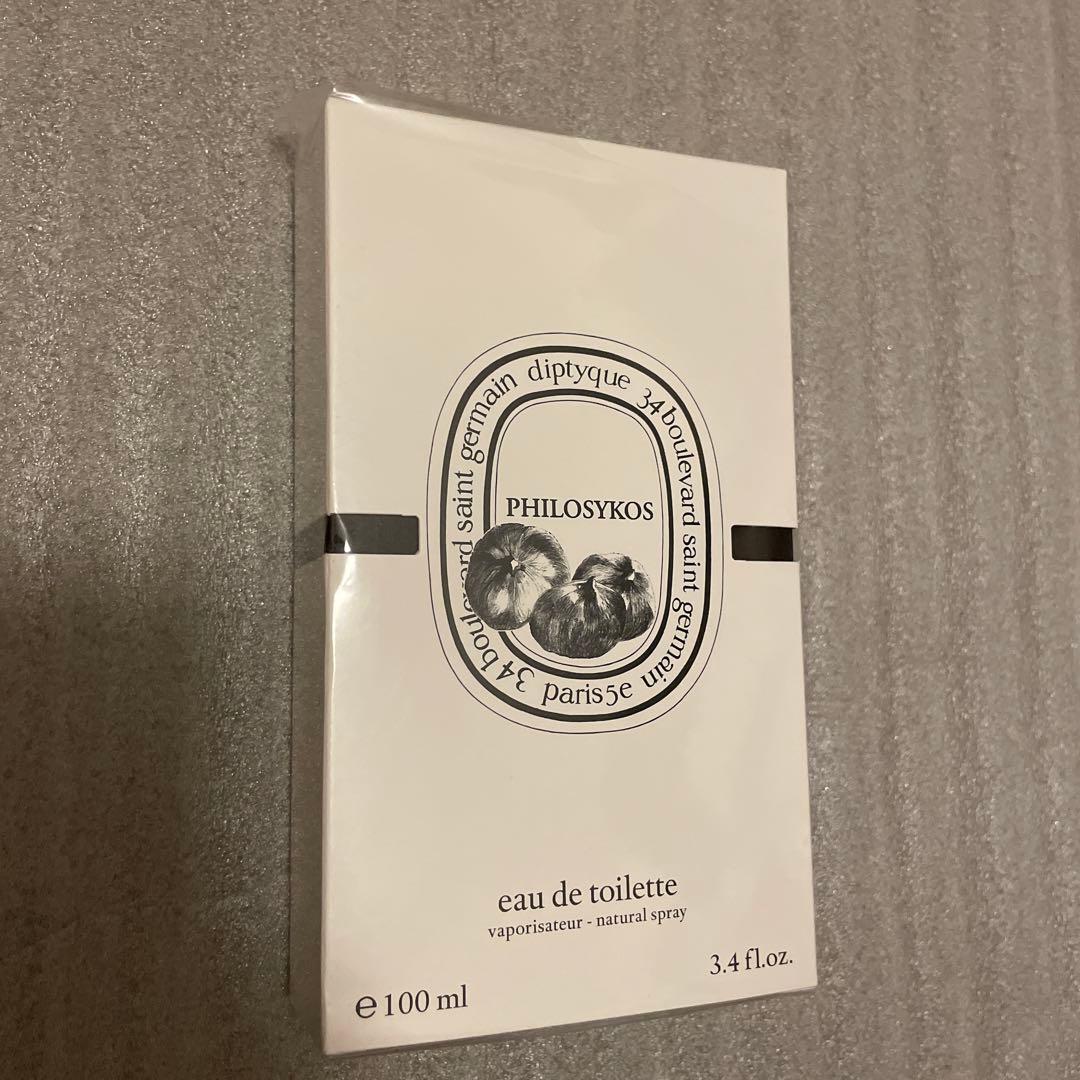 diptyque 34 boulevard saint germain
paris 5e
34 boulevard saint germain
PHILOSYKOS
eau de toilette
vaporisateur - natural spray
3.4 fl.oz.
e 100 ml